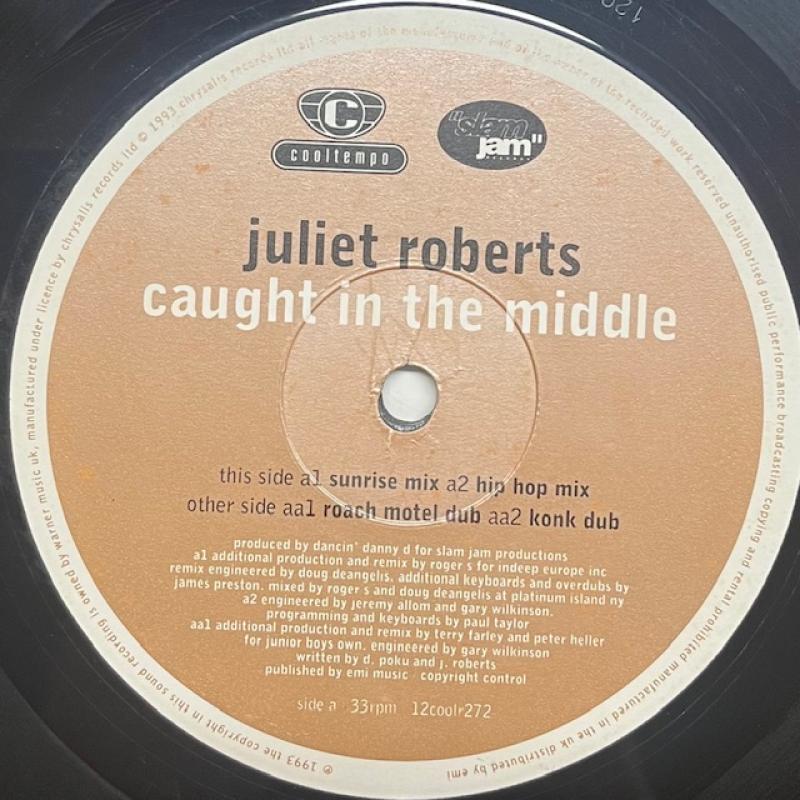 C
cooltempo
"slam
jam"
RECORDS
juliet roberts
caught in the middle
this side a1 sunrise mix a2 hip hop mix
other side aa1 roach motel dub aa2 konk dub
produced by dancin' danny d for slam jam productions
a1 additional production and remix by roger s for indeep europe inc
remix engineered by doug deangelis. additional keyboards and overdubs by
james preston. mixed by roger s and doug deangelis at platinum island ny
a2 engineered by jeremy allom and gary wilkinson.
programming and keyboards by paul taylor
aa1 additional production and remix by terry farley and peter heller
for junior boys own. engineered by gary wilkinson
written by d. poku and j. roberts
published by emi music · copyright control
side a 33rpm 12coolr272
℗ 1993 the copyright in this sound recording is owned by warner music uk, manufactured under licence by chrysalis records ltd © 1993 chrysalis records ltd all rights of the manufacturer and of the owner of the recorded work reserved unauthorised public performance broadcasting copying and rental prohibited manufactured in the uk distributed by emi